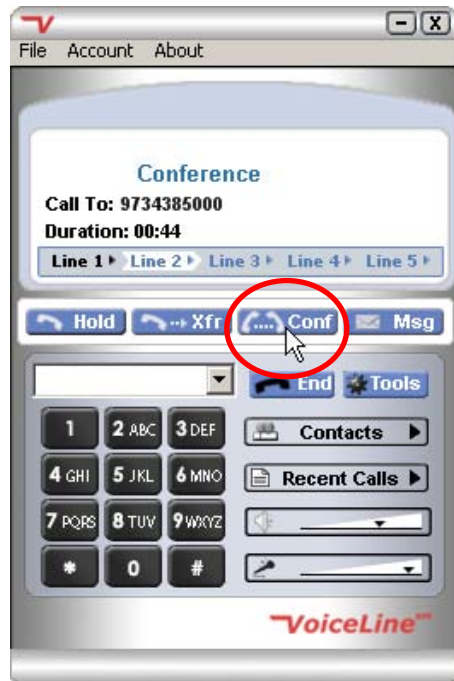 File Account About
Conference
Call To: 9734385000
Duration: 00:44
Line 1 Line 2 Line 3 Line 4 Line 5
Hold Xfr Conf Msg
End Tools
1 2 ABC 3 DEF
Contacts
4 GHI 5 JKL 6 MNO
Recent Calls
7 PQRS 8 TUV 9 WXYZ
* 0 #
VoiceLine